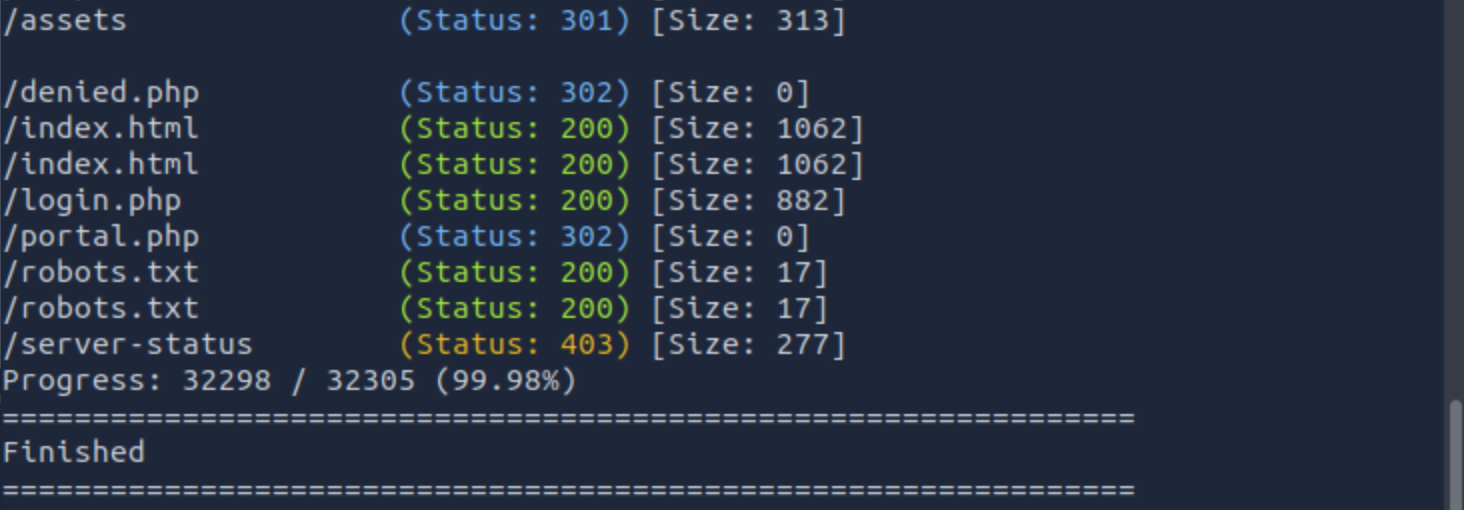 /assets (Status: 301) [Size: 313]
/denied.php (Status: 302) [Size: 0]
/index.html (Status: 200) [Size: 1062]
/index.html (Status: 200) [Size: 1062]
/login.php (Status: 200) [Size: 882]
/portal.php (Status: 302) [Size: 0]
/robots.txt (Status: 200) [Size: 17]
/robots.txt (Status: 200) [Size: 17]
/server-status (Status: 403) [Size: 277]
Progress: 32298 / 32305 (99.98%)
===============================================================
Finished
===============================================================